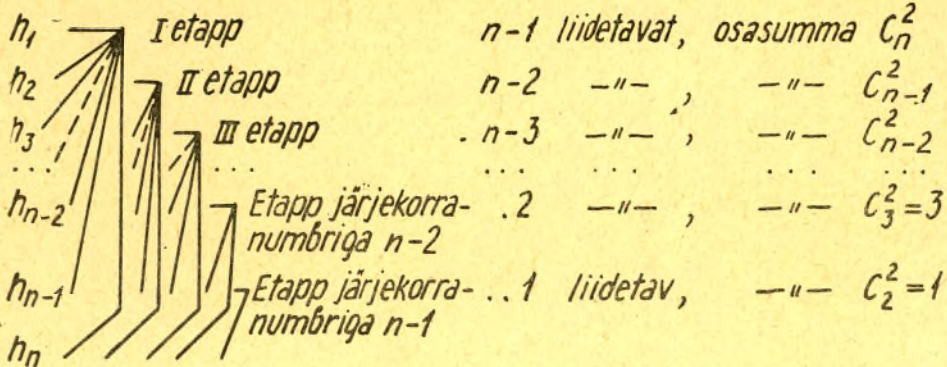 h₁ I etapp n-1 liidetavat, osasumma C²ₙ
h₂ II etapp n-2 —"— , —"— C²ₙ₋₁
h₃ III etapp . n-3 —"— , —"— C²ₙ₋₂
... ... ... ... ... ...
hₙ₋₂ Etapp järjekorra- . 2 —"— , —"— C²₃=3
numbriga n-2
hₙ₋₁ Etapp järjekorra- . . 1 liidetav, —"— C²₂=1
numbriga n-1
hₙ